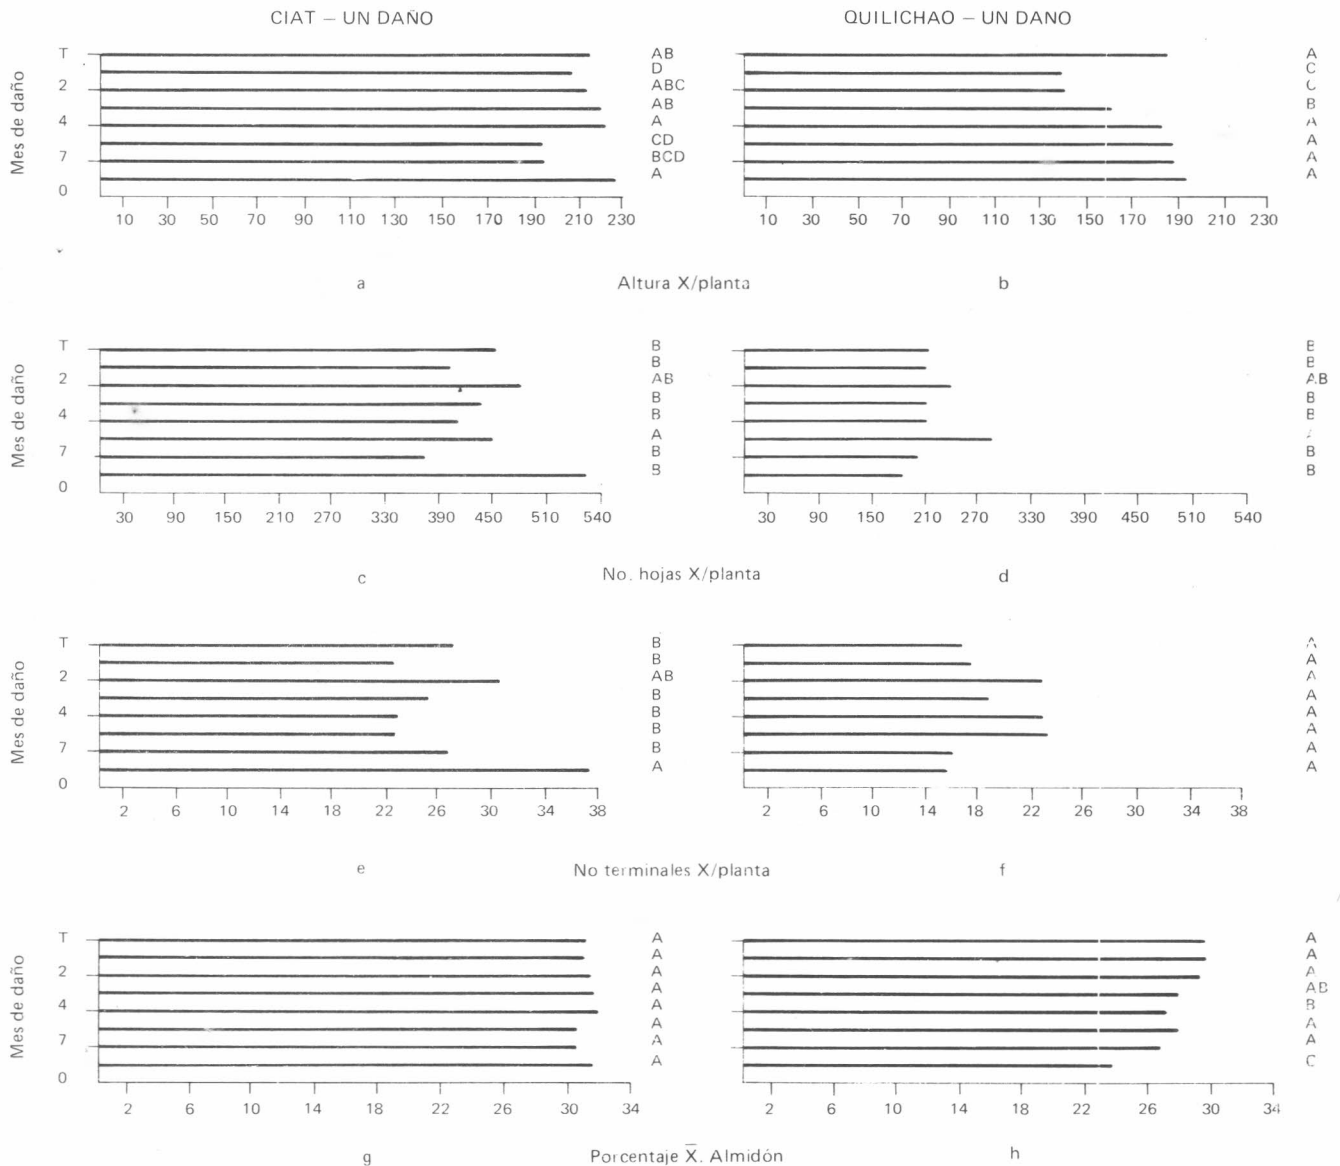 CIAT – UN DAÑO
QUILICHAO – UN DANO
Mes de daño
T
2
4
7
0
AB
D
ABC
AB
A
CD
BCD
A
10 30 50 70 90 110 130 150 170 190 210 230
T
A
C
C
B
A
A
A
A
10 30 50 70 90 110 130 150 170 190 210 230
a
Altura X/planta
b
Mes de daño
T
2
4
7
0
B
B
AB
B
B
A
B
B
30 90 150 210 270 330 390 450 510 540
B
B
AB
B
B
B
B
30 90 150 210 270 330 390 450 510 540
c
No. hojas X/planta
d
Mes de daño
T
2
4
7
0
B
B
AB
B
B
B
B
A
2 6 10 14 18 22 26 30 34 38
A
A
A
A
A
A
A
A
2 6 10 14 18 22 26 30 34 38
e
No terminales X/planta
f
Mes de daño
T
2
4
7
0
A
A
A
A
A
A
A
A
2 6 10 14 18 22 26 30 34
A
A
A
AB
B
A
A
C
2 6 10 14 18 22 26 30 34
g
Porcentaje X̄. Almidón
h